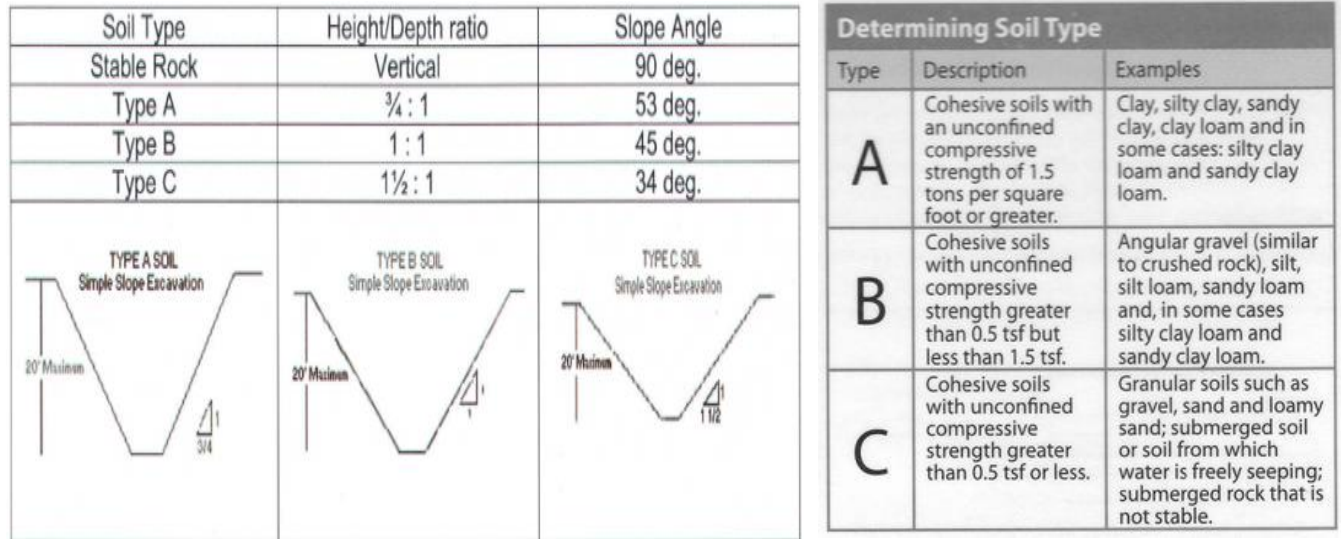 Soil Type Height/Depth ratio Slope Angle
Stable Rock Vertical 90 deg.
Type A ¾ : 1 53 deg.
Type B 1 : 1 45 deg.
Type C 1½ : 1 34 deg.
TYPE A SOIL
Simple Slope Excavation
20' Maximum
1
3/4
TYPE B SOIL
Simple Slope Excavation
20' Maximum
1
1
TYPE C SOIL
Simple Slope Excavation
20' Maximum
1
1 1/2
Determining Soil Type
Type Description Examples
A
Cohesive soils with
an unconfined
compressive
strength of 1.5
tons per square
foot or greater.
Clay, silty clay, sandy
clay, clay loam and in
some cases: silty clay
loam and sandy clay
loam.
B
Cohesive soils
with unconfined
compressive
strength greater
than 0.5 tsf but
less than 1.5 tsf.
Angular gravel (similar
to crushed rock), silt,
silt loam, sandy loam
and, in some cases
silty clay loam and
sandy clay loam.
C
Cohesive soils
with unconfined
compressive
strength greater
than 0.5 tsf or less.
Granular soils such as
gravel, sand and loamy
sand; submerged soil
or soil from which
water is freely seeping;
submerged rock that is
not stable.